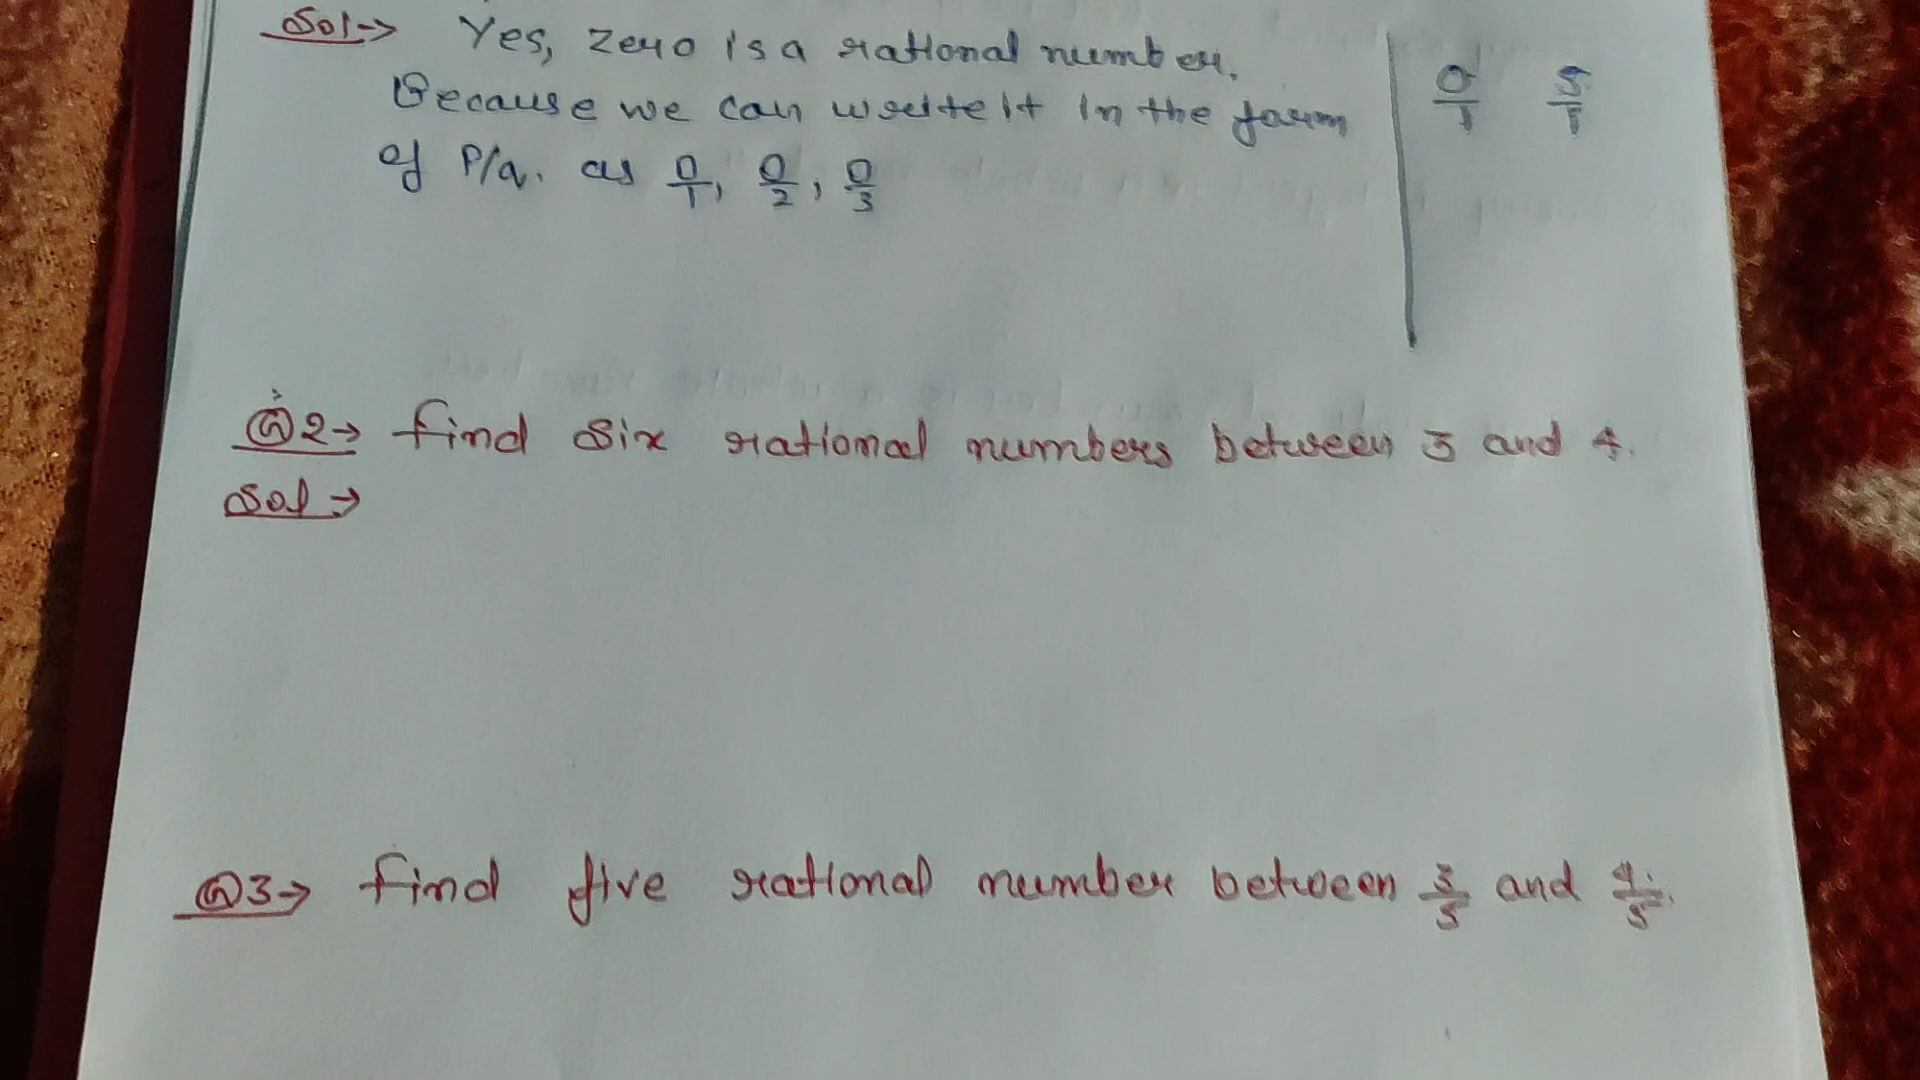 Sol→ Yes, zero is a rational number.
Because we can write it in the form
of P/q. as 0/1, 0/2, 0/3
0/1 5/1
Q2→ find six rational numbers between 3 and 4.
Sol→
Q3→ find five rational number between 3/5 and 4/5.